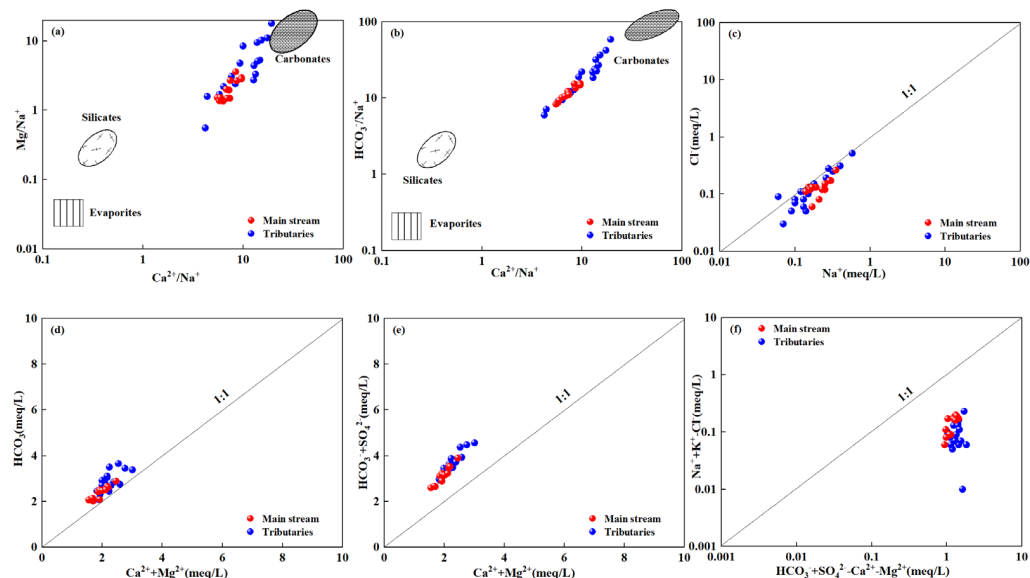 (a)
Carbonates
Silicates
Evaporites
Main stream
Tributaries
Mg/Na⁺
10
1
0.1
0.01
0.1
1
10
100
Ca²⁺/Na⁺
(b)
Carbonates
Silicates
Evaporites
Main stream
Tributaries
HCO₃⁻/Na⁺
100
10
1
0.1
0.1
1
10
100
Ca²⁺/Na⁺
(c)
1:1
Main stream
Tributaries
Cl⁻(meq/L)
100
10
1
0.1
0.01
0.01
0.1
1
10
100
Na⁺(meq/L)
(d)
1:1
Main stream
Tributaries
HCO₃⁻(meq/L)
10
8
6
4
2
0
0
2
4
6
8
10
Ca²⁺+Mg²⁺(meq/L)
(e)
1:1
Main stream
Tributaries
HCO₃⁻+SO₄²⁻(meq/L)
10
8
6
4
2
0
0
2
4
6
8
10
Ca²⁺+Mg²⁺(meq/L)
(f)
Main stream
Tributaries
1:1
Na⁺+K⁺-Cl⁻(meq/L)
10
1
0.1
0.01
0.001
0.001
0.01
0.1
1
10
HCO₃⁻+SO₄²⁻-Ca²⁺-Mg²⁺(meq/L)